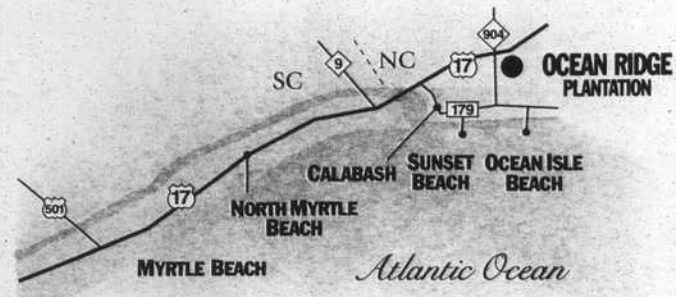 904
9
NC
17
OCEAN RIDGE
PLANTATION
SC
179
CALABASH
SUNSET
BEACH
OCEAN ISLE
BEACH
17
NORTH MYRTLE
BEACH
501
MYRTLE BEACH
Atlantic Ocean